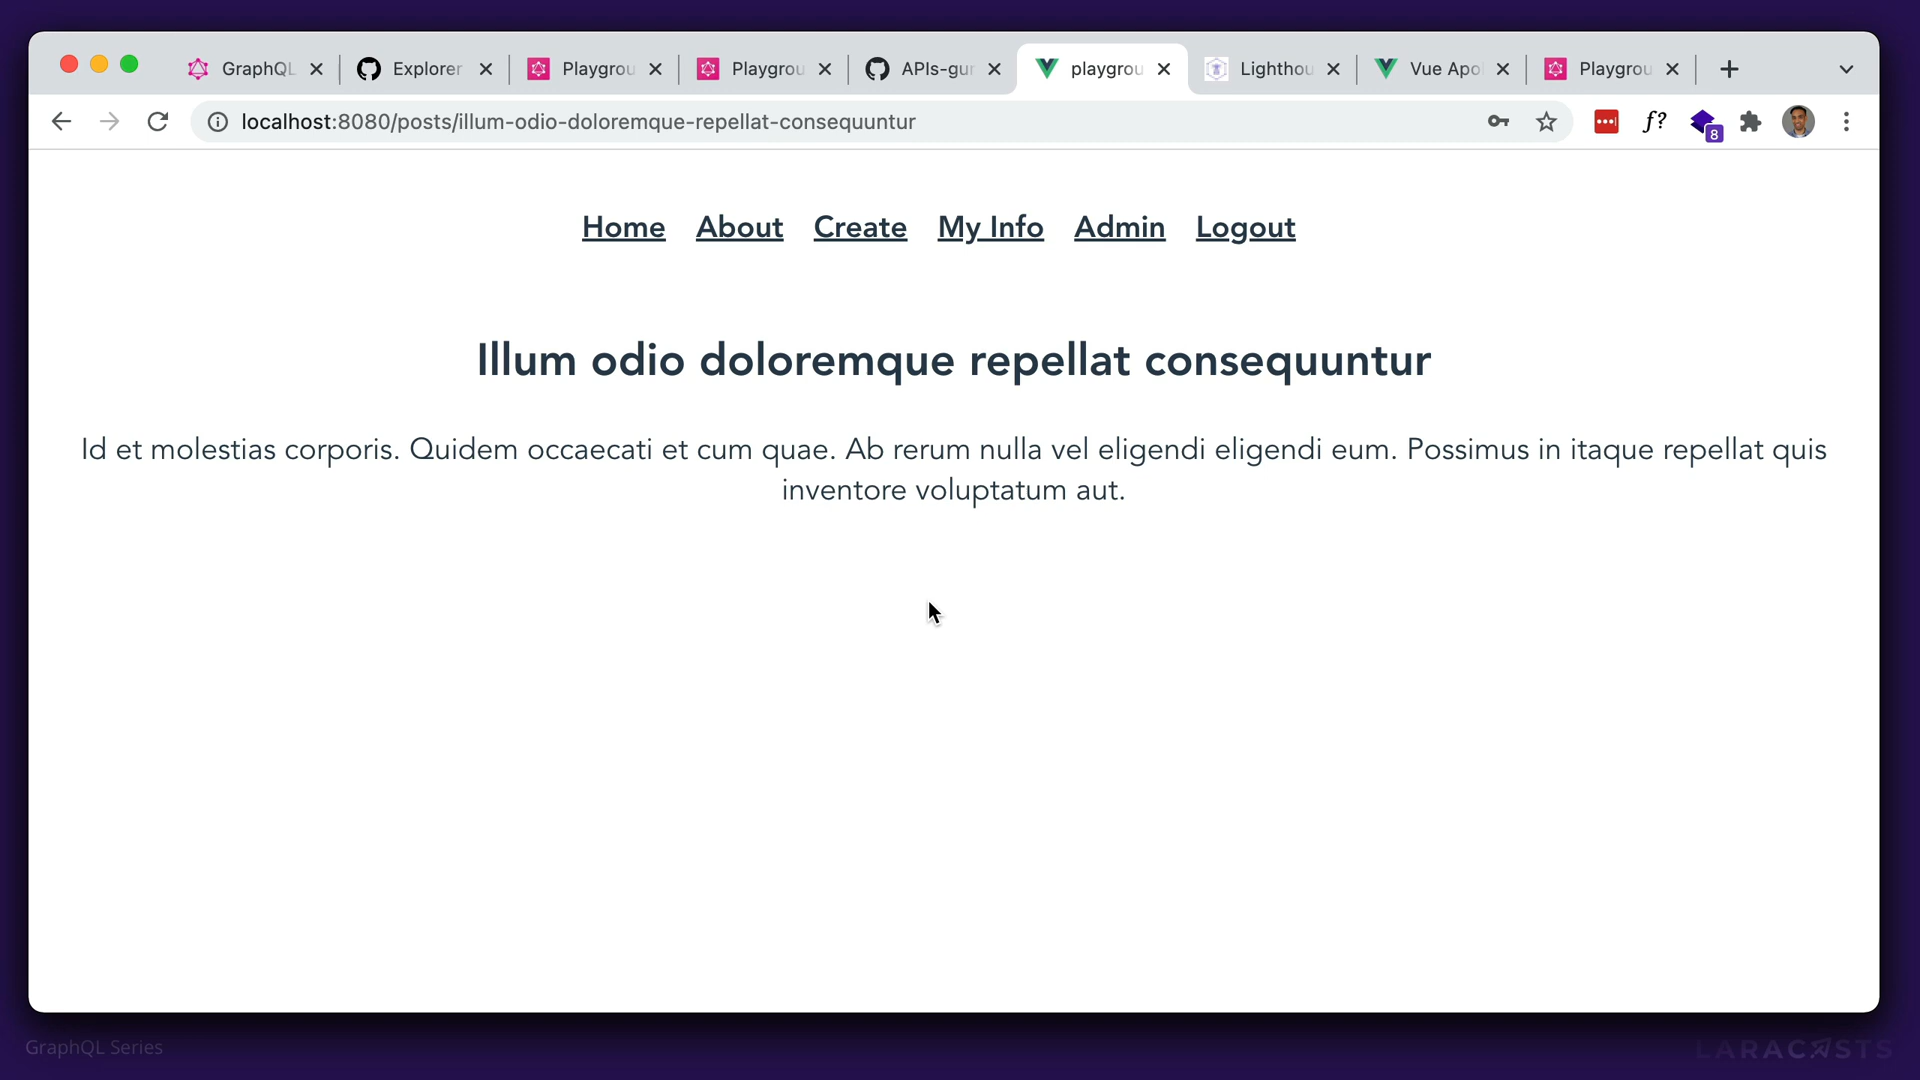 GraphQL
Explorer
Playgrou
Playgrou
APIs-gur
playgrou
Lighthou
Vue Apo
Playgrou
localhost:8080/posts/illum-odio-doloremque-repellat-consequuntur
f?
8
Home About Create My Info Admin Logout
Illum odio doloremque repellat consequuntur
Id et molestias corporis. Quidem occaecati et cum quae. Ab rerum nulla vel eligendi eligendi eum. Possimus in itaque repellat quis
inventore voluptatum aut.
GraphQL Series
LARACASTS